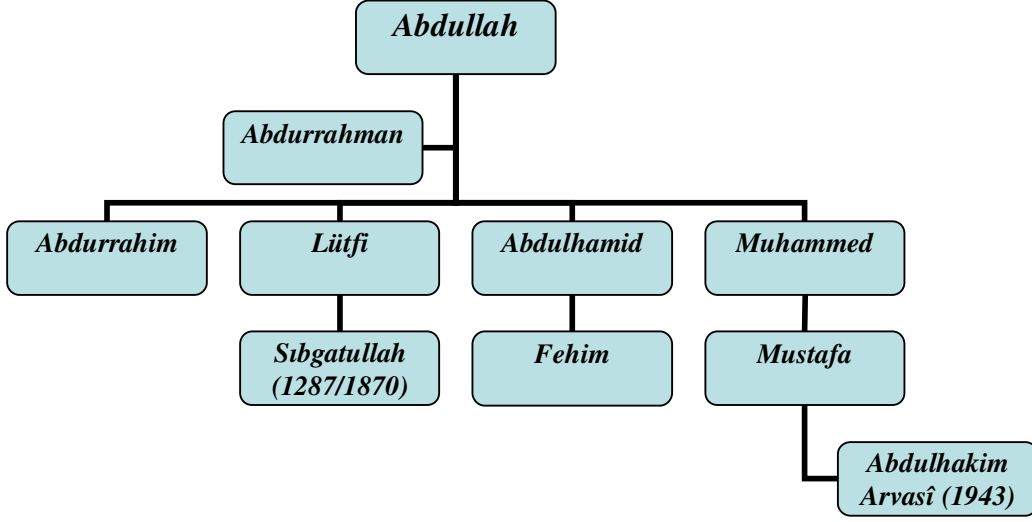 Abdullah
Abdurrahman
Abdurrahim
Lütfi
Abdulhamid
Muhammed
Sıbgatullah
(1287/1870)
Fehim
Mustafa
Abdulhakim
Arvasî (1943)